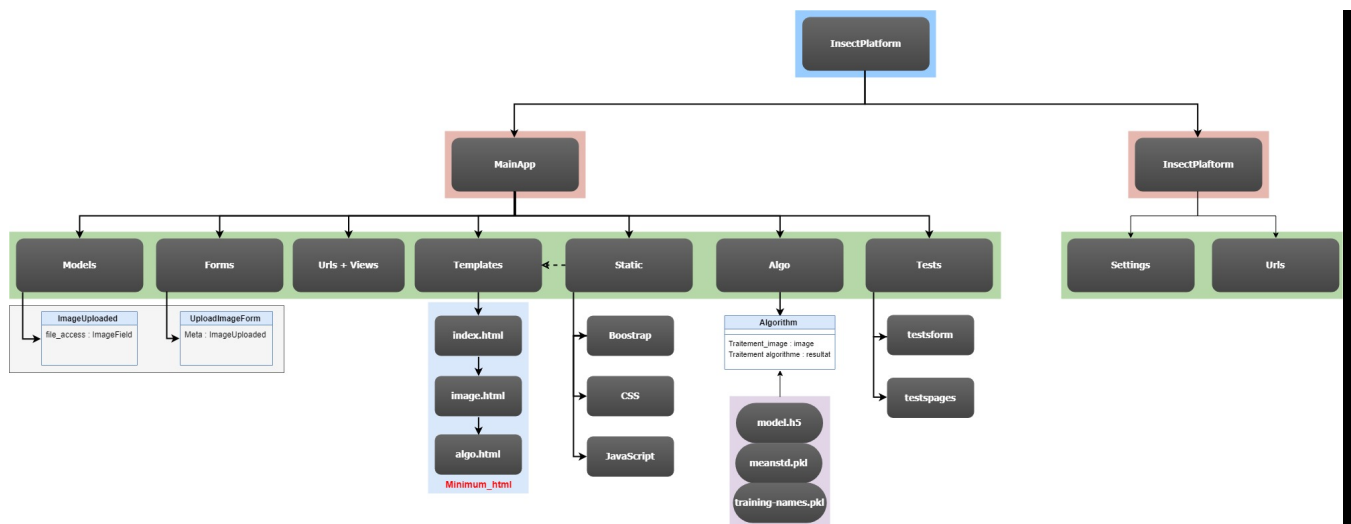 InsectPlatform
MainApp
InsectPlaftorm
Models
Forms
Urls + Views
Templates
Static
Algo
Tests
Settings
Urls
ImageUploaded
file_access : ImageField
UploadImageForm
Meta : ImageUploaded
index.html
image.html
algo.html
Minimum_html
Boostrap
CSS
JavaScript
Algorithm
Traitement_image : image
Traitement algorithme : resultat
model.h5
meanstd.pkl
training-names.pkl
testsform
testspages